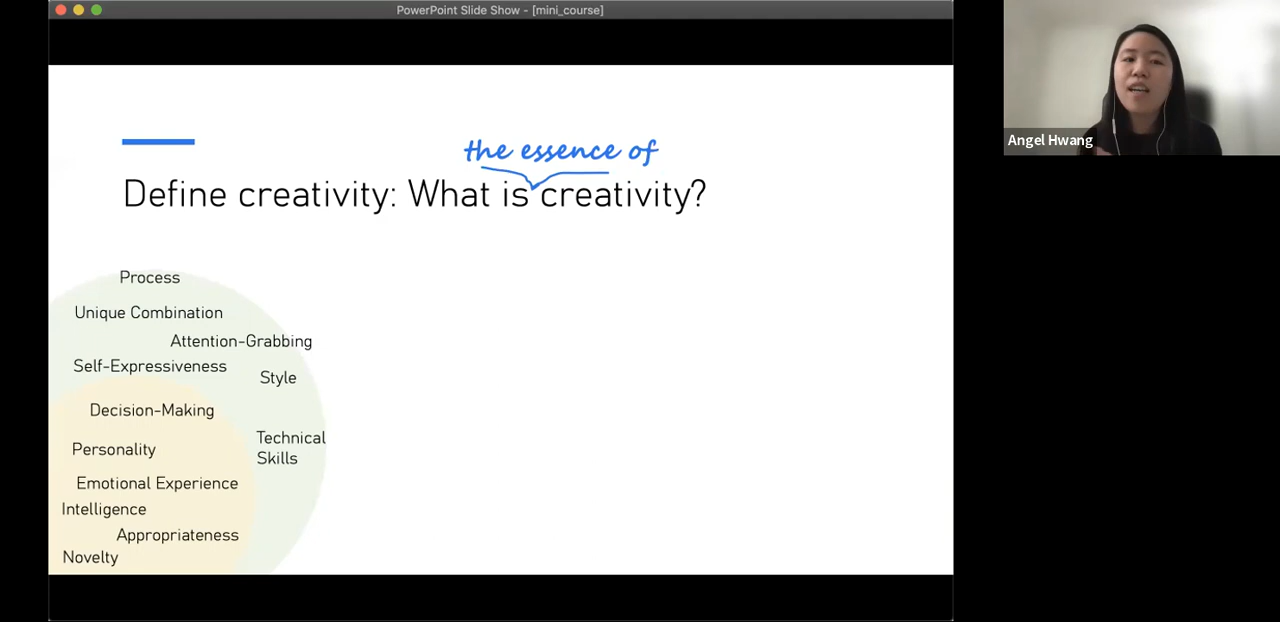 PowerPoint Slide Show - [mini_course]
Angel Hwang
the essence of
Define creativity: What is creativity?
Process
Unique Combination
Attention-Grabbing
Self-Expressiveness
Style
Decision-Making
Technical
Skills
Personality
Emotional Experience
Intelligence
Appropriateness
Novelty